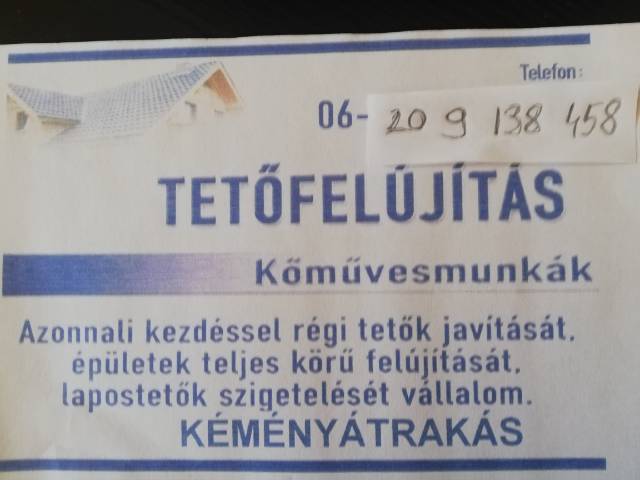 Telefon:
06-20 9 138 458
TETŐFELÚJÍTÁS
Kőművesmunkák
Azonnali kezdéssel régi tetők javítását,
épületek teljes körű felújítását,
lapostetők szigetelését vállalom.
KÉMÉNYÁTRAKÁS